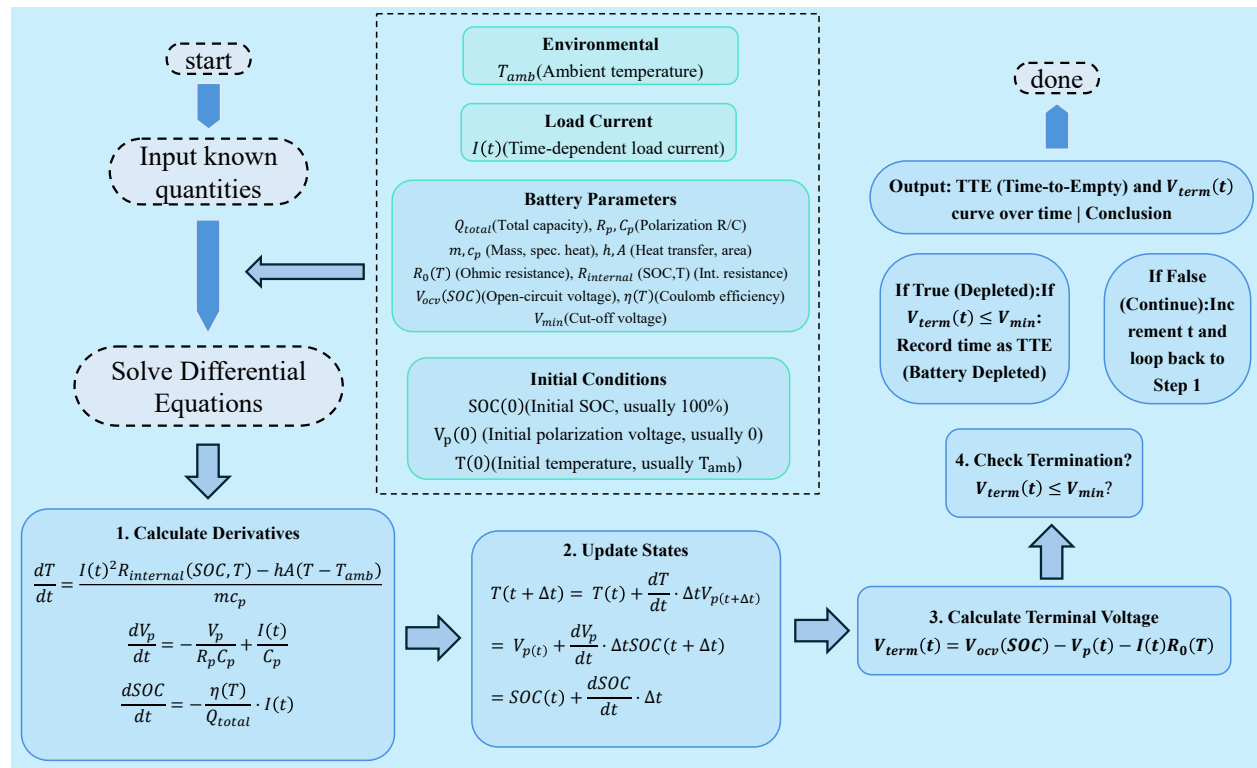 start
Input known
quantities
Solve Differential
Equations
Environmental
T_amb(Ambient temperature)
Load Current
I(t)(Time-dependent load current)
Battery Parameters
Q_total(Total capacity), R_p, C_p(Polarization R/C)
m, c_p (Mass, spec. heat), h, A (Heat transfer, area)
R_0(T) (Ohmic resistance), R_internal (SOC,T) (Int. resistance)
V_ocv(SOC)(Open-circuit voltage), η(T)(Coulomb efficiency)
V_min(Cut-off voltage)
Initial Conditions
SOC(0)(Initial SOC, usually 100%)
V_p(0) (Initial polarization voltage, usually 0)
T(0)(Initial temperature, usually T_amb)
1. Calculate Derivatives
dT/dt = (I(t)^2 R_internal(SOC, T) − hA(T − T_amb))/(mc_p)
dV_p/dt = −V_p/(R_pC_p) + I(t)/C_p
dSOC/dt = −η(T)/Q_total · I(t)
2. Update States
T(t + Δt) = T(t) + dT/dt · ΔtV_p(t+Δt)
= V_p(t) + dV_p/dt · ΔtSOC(t + Δt)
= SOC(t) + dSOC/dt · Δt
3. Calculate Terminal Voltage
V_term(t) = V_ocv(SOC) − V_p(t) − I(t)R_0(T)
4. Check Termination?
V_term(t) ≤ V_min?
If True (Depleted):If
V_term(t) ≤ V_min:
Record time as TTE
(Battery Depleted)
If False
(Continue):Inc
rement t and
loop back to
Step 1
Output: TTE (Time-to-Empty) and V_term(t)
curve over time | Conclusion
done